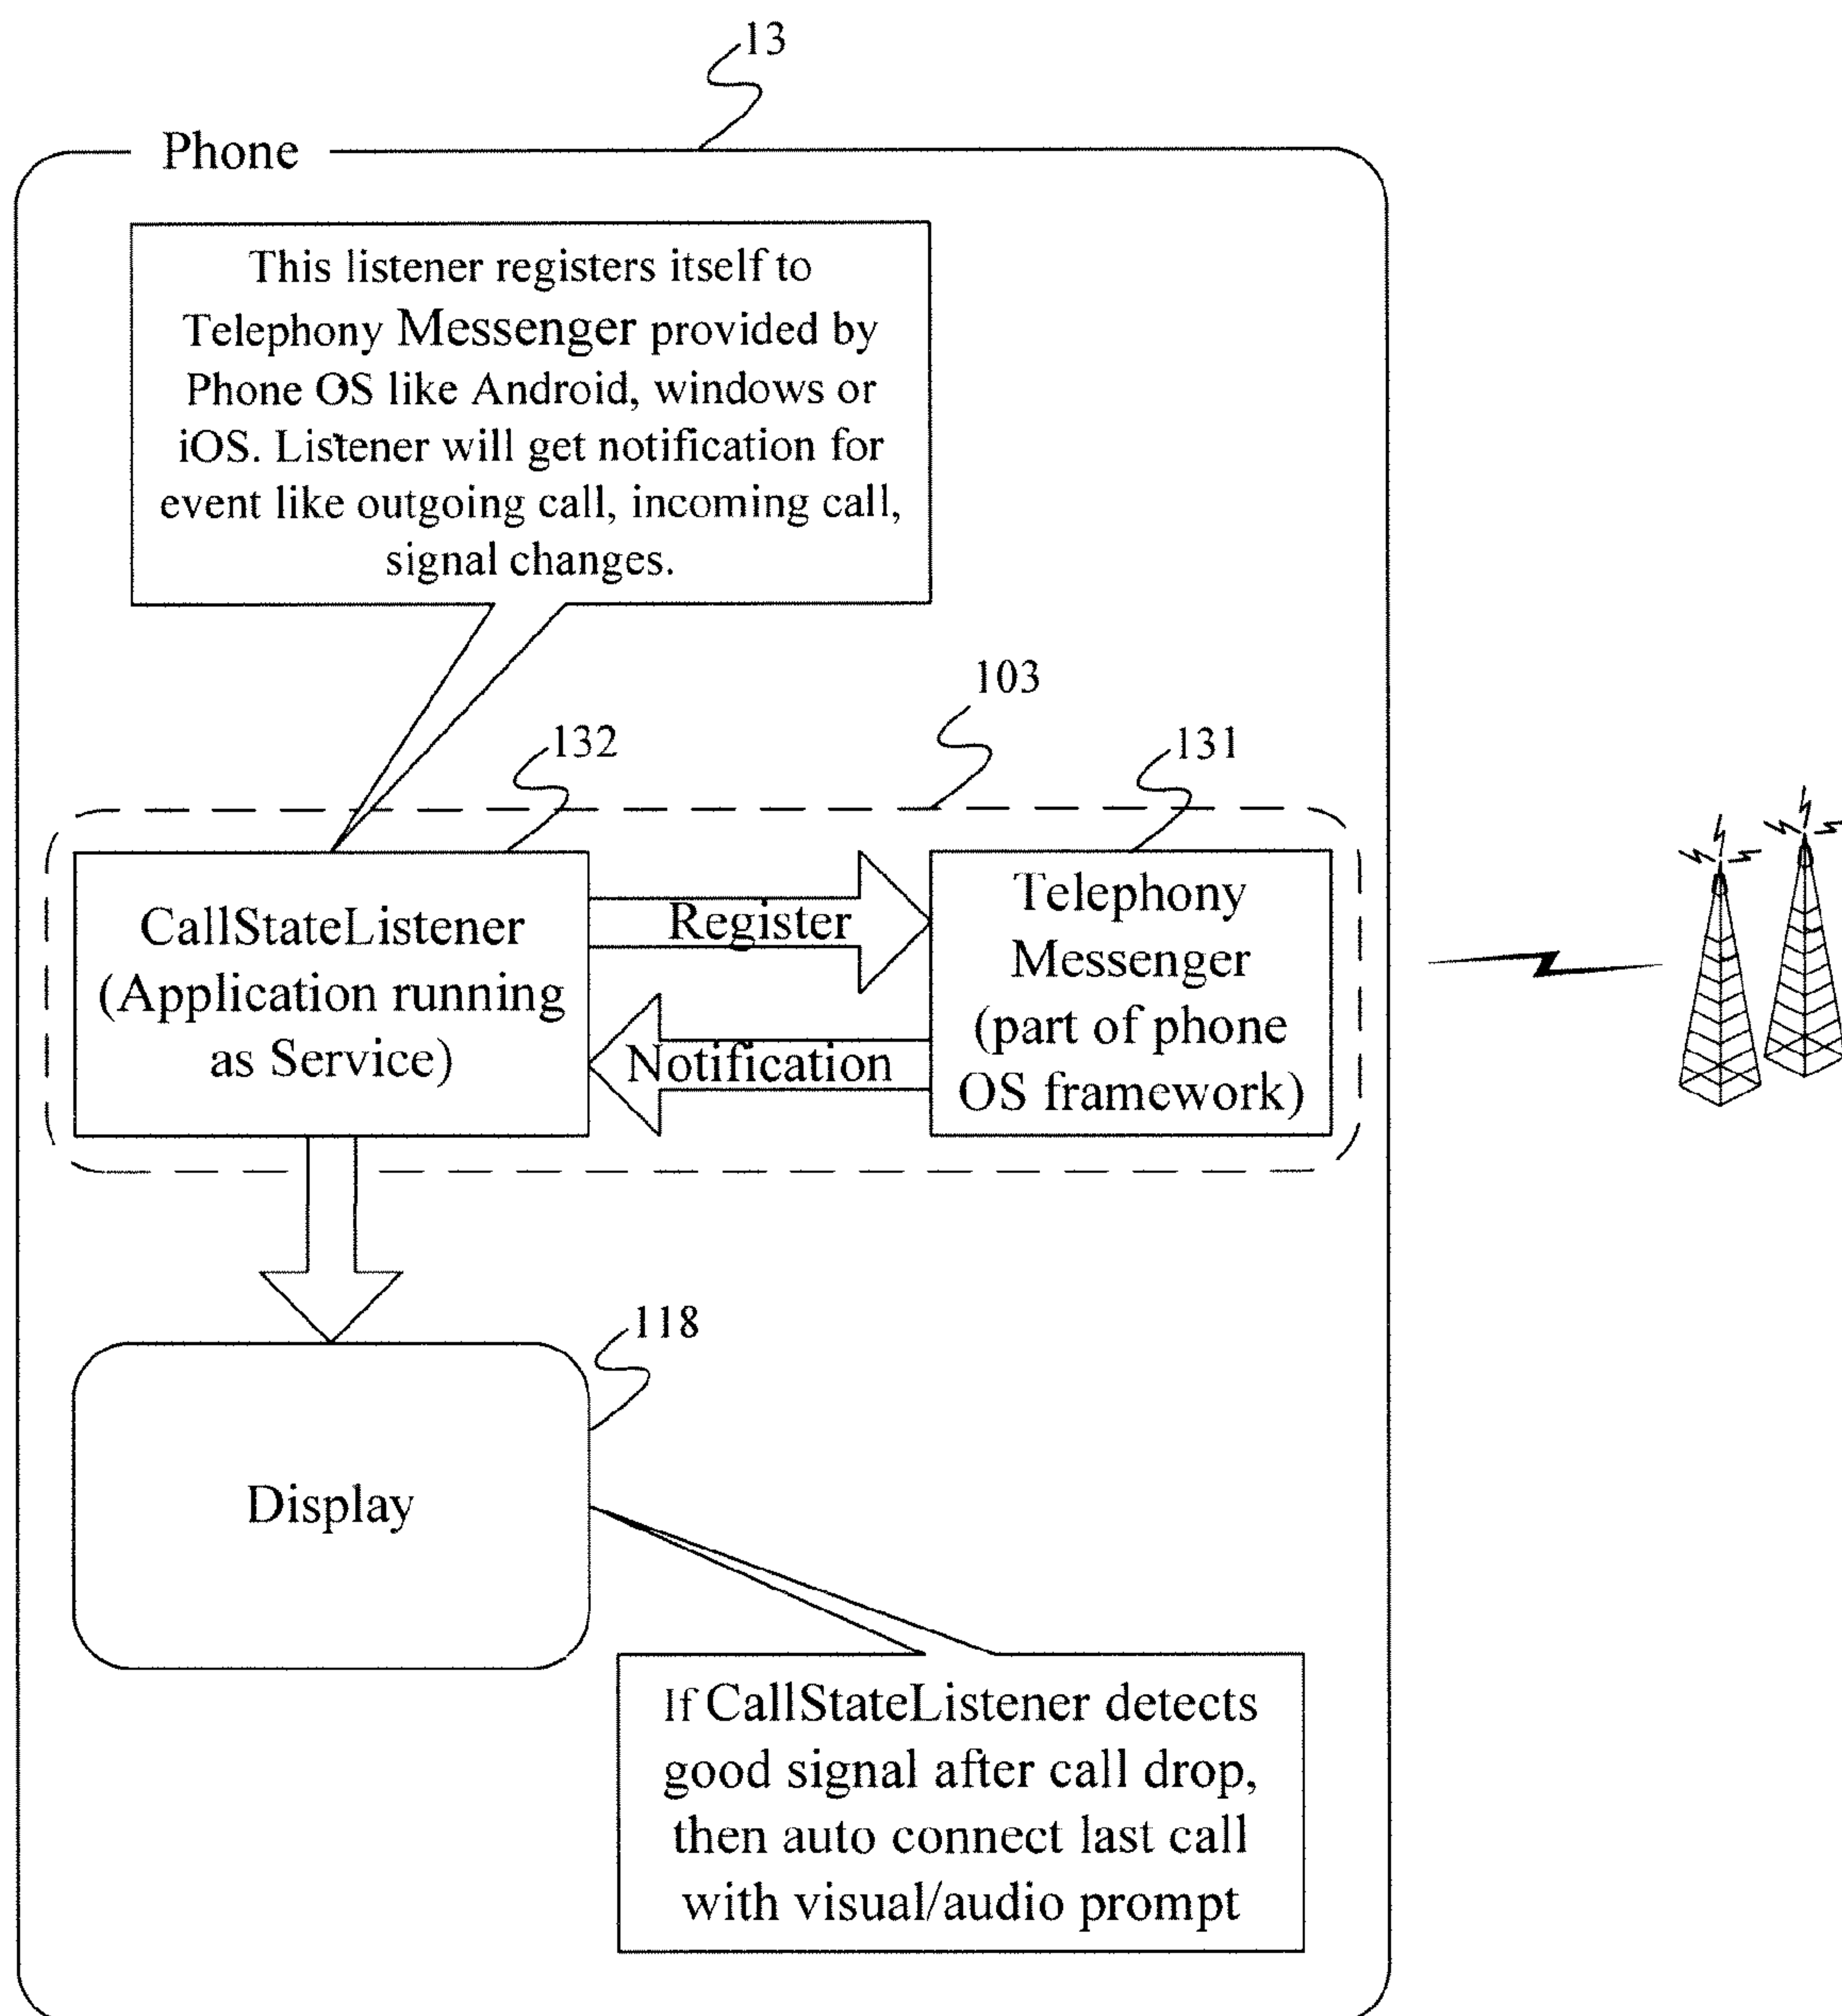 13
Phone
This listener registers itself to
Telephony Messenger provided by
Phone OS like Android, windows or
iOS. Listener will get notification for
event like outgoing call, incoming call,
signal changes.
103
132
131
CallStateListener
(Application running
as Service)
Register
Notification
Telephony
Messenger
(part of phone
OS framework)
118
Display
If CallStateListener detects
good signal after call drop,
then auto connect last call
with visual/audio prompt